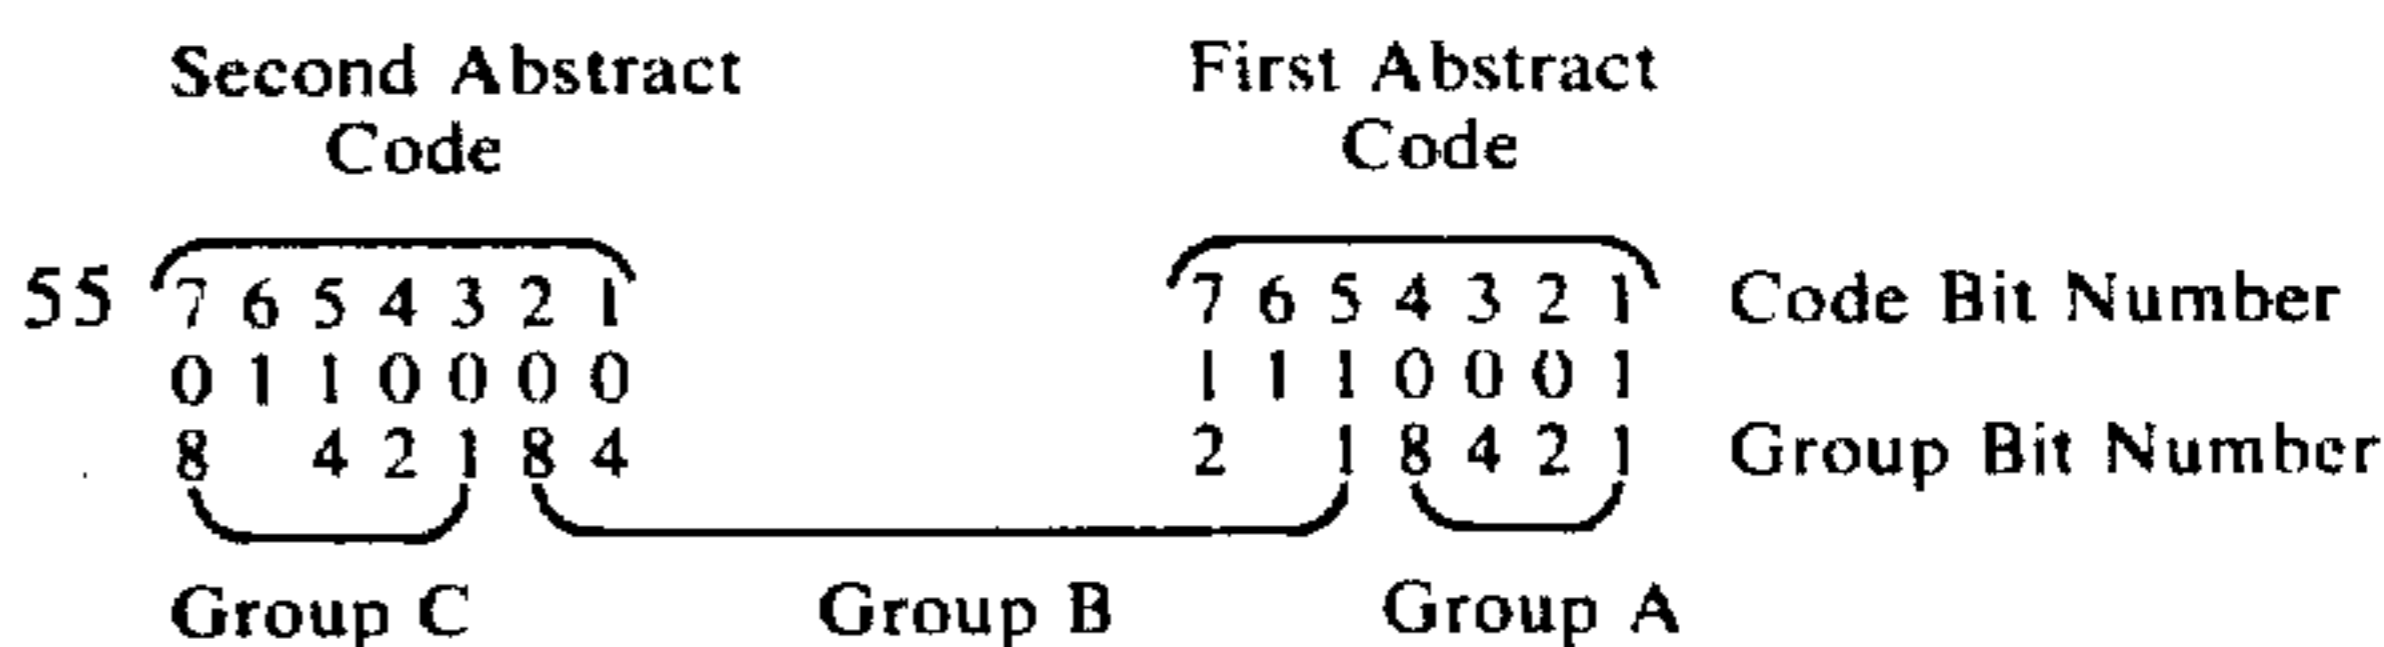 Second Abstract Code
First Abstract Code
55 7 6 5 4 3 2 1 7 6 5 4 3 2 1 Code Bit Number
0 1 1 0 0 0 0 1 1 1 0 0 0 1
8 4 2 1 8 4 2 1 8 4 2 1 Group Bit Number
Group C Group B Group A